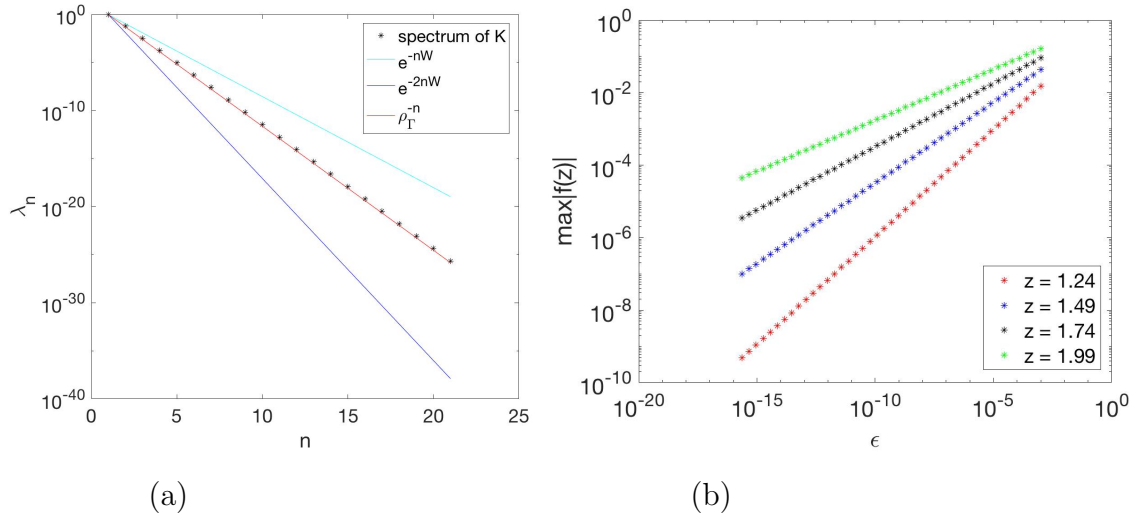 10^0
10^-10
10^-20
10^-30
10^-40
λ_n
0 5 10 15 20 25
n
spectrum of K
e^-nW
e^-2nW
ρ_Γ^-n
(a)
10^0
10^-2
10^-4
10^-6
10^-8
10^-10
max|f(z)|
10^-20 10^-15 10^-10 10^-5 10^0
ϵ
z = 1.24
z = 1.49
z = 1.74
z = 1.99
(b)